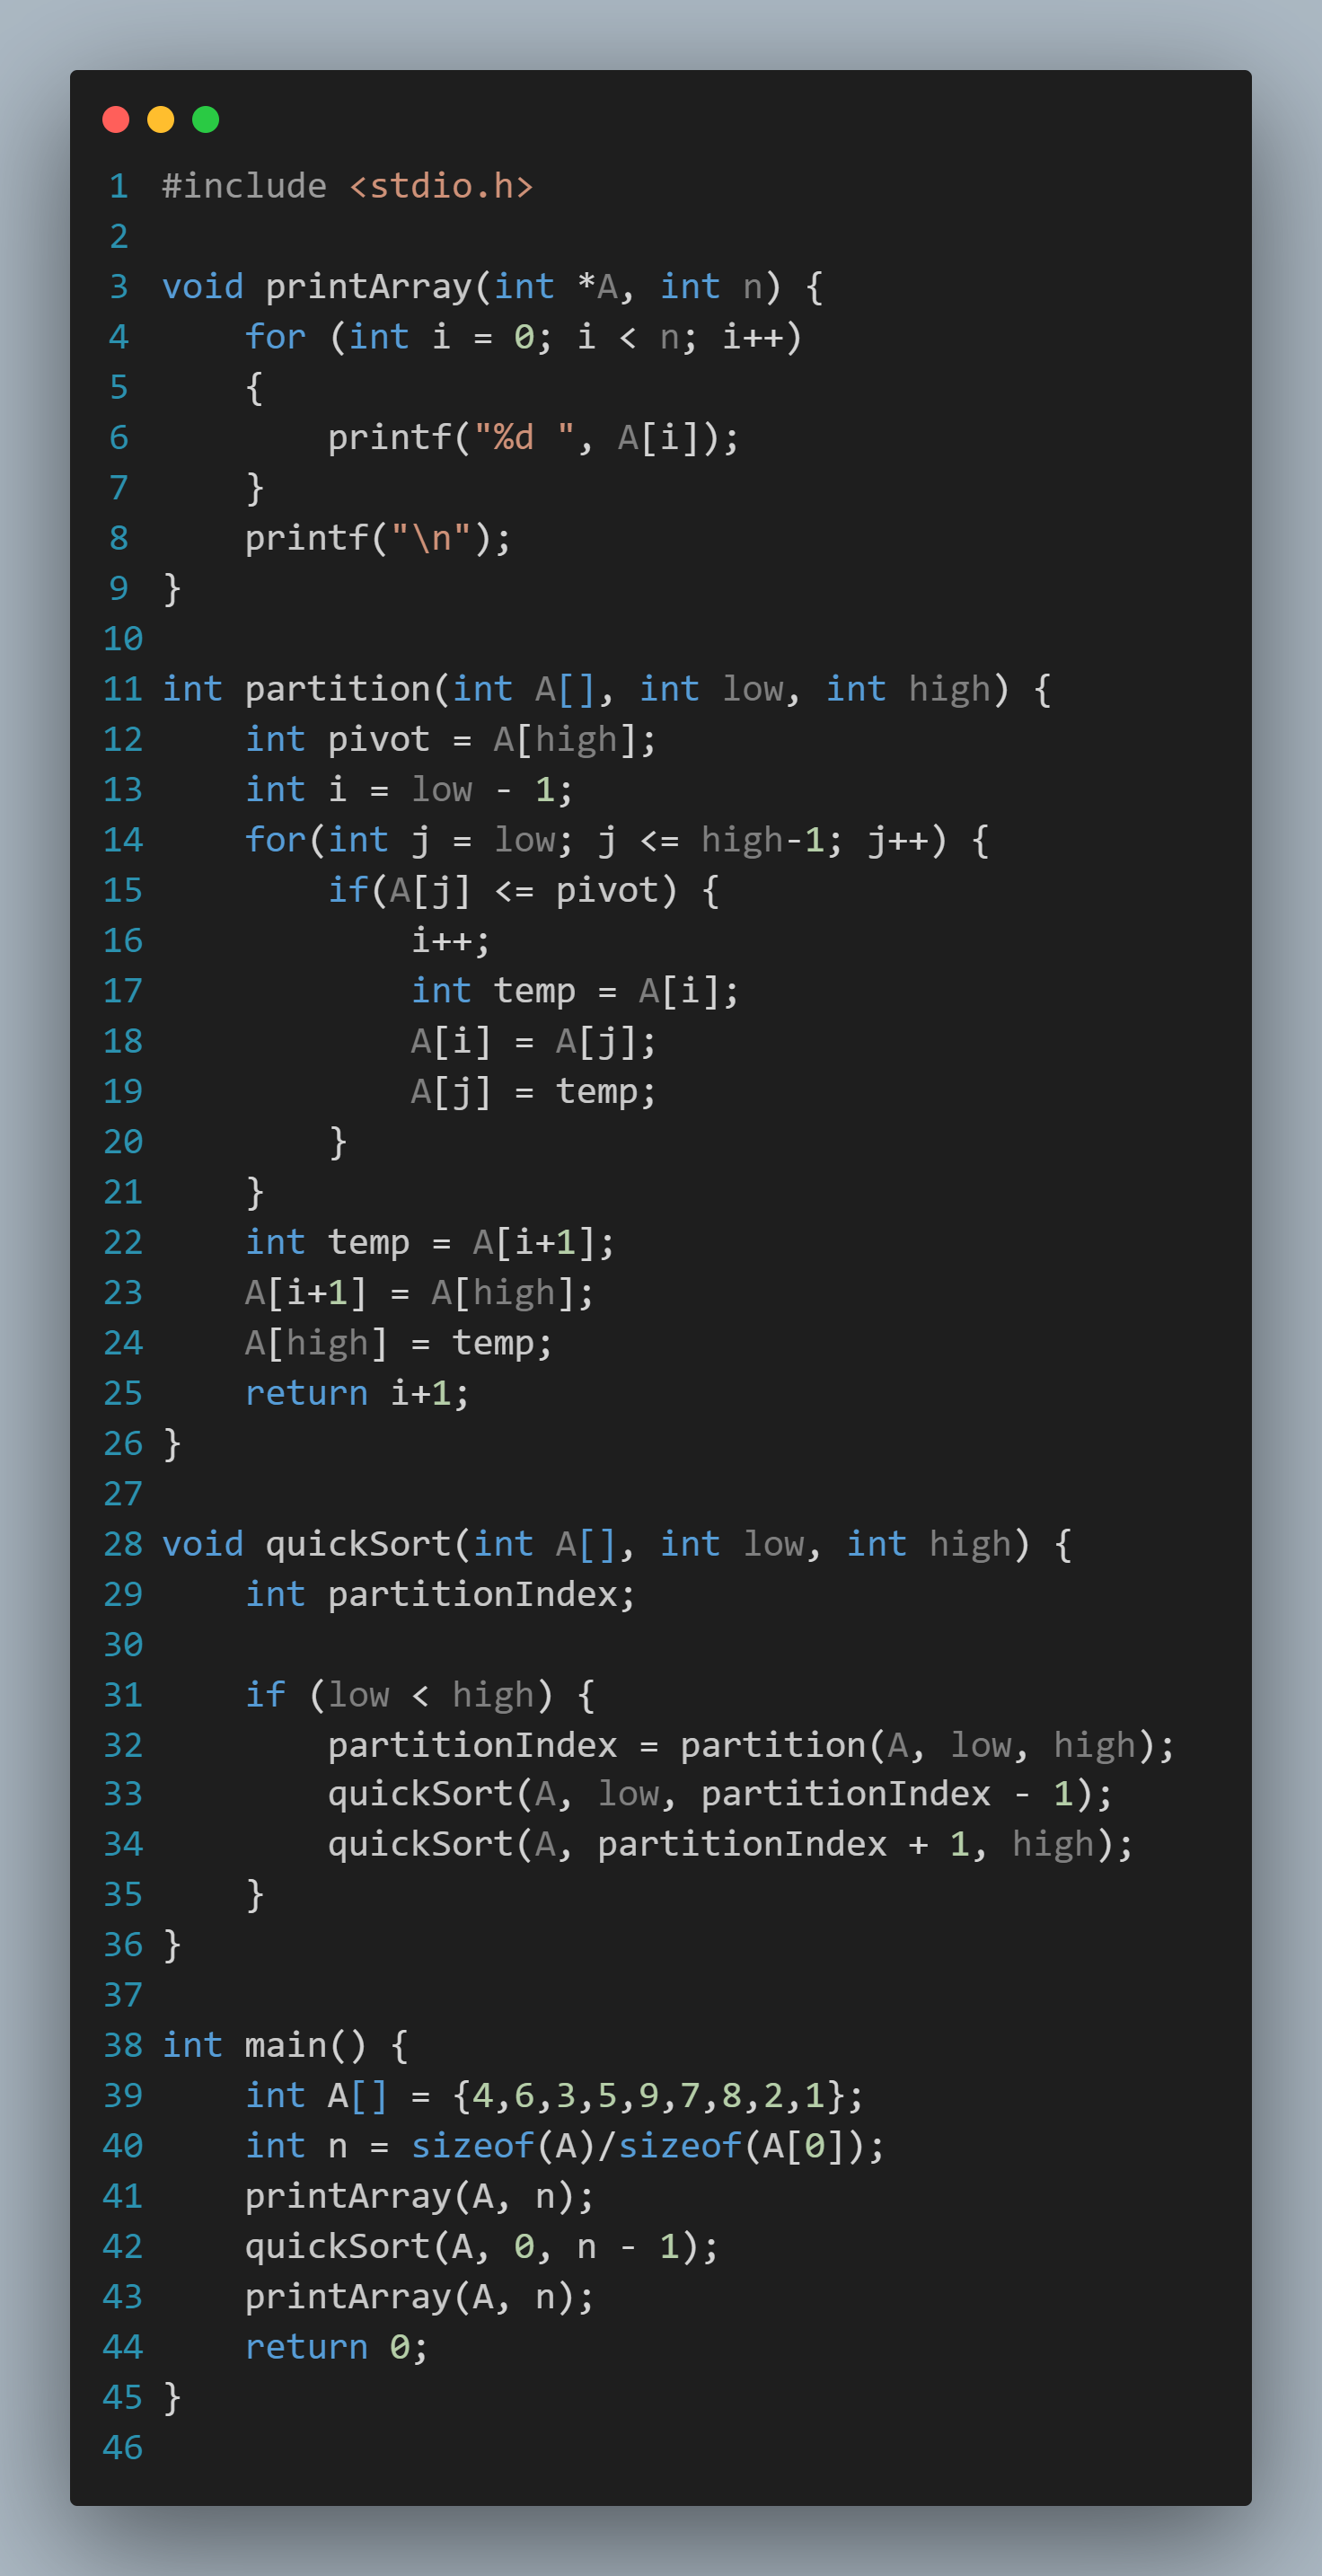 1 #include <stdio.h>
2
3 void printArray(int *A, int n) {
4     for (int i = 0; i < n; i++)
5     {
6         printf("%d ", A[i]);
7     }
8     printf("\n");
9 }
10
11 int partition(int A[], int low, int high) {
12     int pivot = A[high];
13     int i = low - 1;
14     for(int j = low; j <= high-1; j++) {
15         if(A[j] <= pivot) {
16             i++;
17             int temp = A[i];
18             A[i] = A[j];
19             A[j] = temp;
20         }
21     }
22     int temp = A[i+1];
23     A[i+1] = A[high];
24     A[high] = temp;
25     return i+1;
26 }
27
28 void quickSort(int A[], int low, int high) {
29     int partitionIndex;
30
31     if (low < high) {
32         partitionIndex = partition(A, low, high);
33         quickSort(A, low, partitionIndex - 1);
34         quickSort(A, partitionIndex + 1, high);
35     }
36 }
37
38 int main() {
39     int A[] = {4,6,3,5,9,7,8,2,1};
40     int n = sizeof(A)/sizeof(A[0]);
41     printArray(A, n);
42     quickSort(A, 0, n - 1);
43     printArray(A, n);
44     return 0;
45 }
46